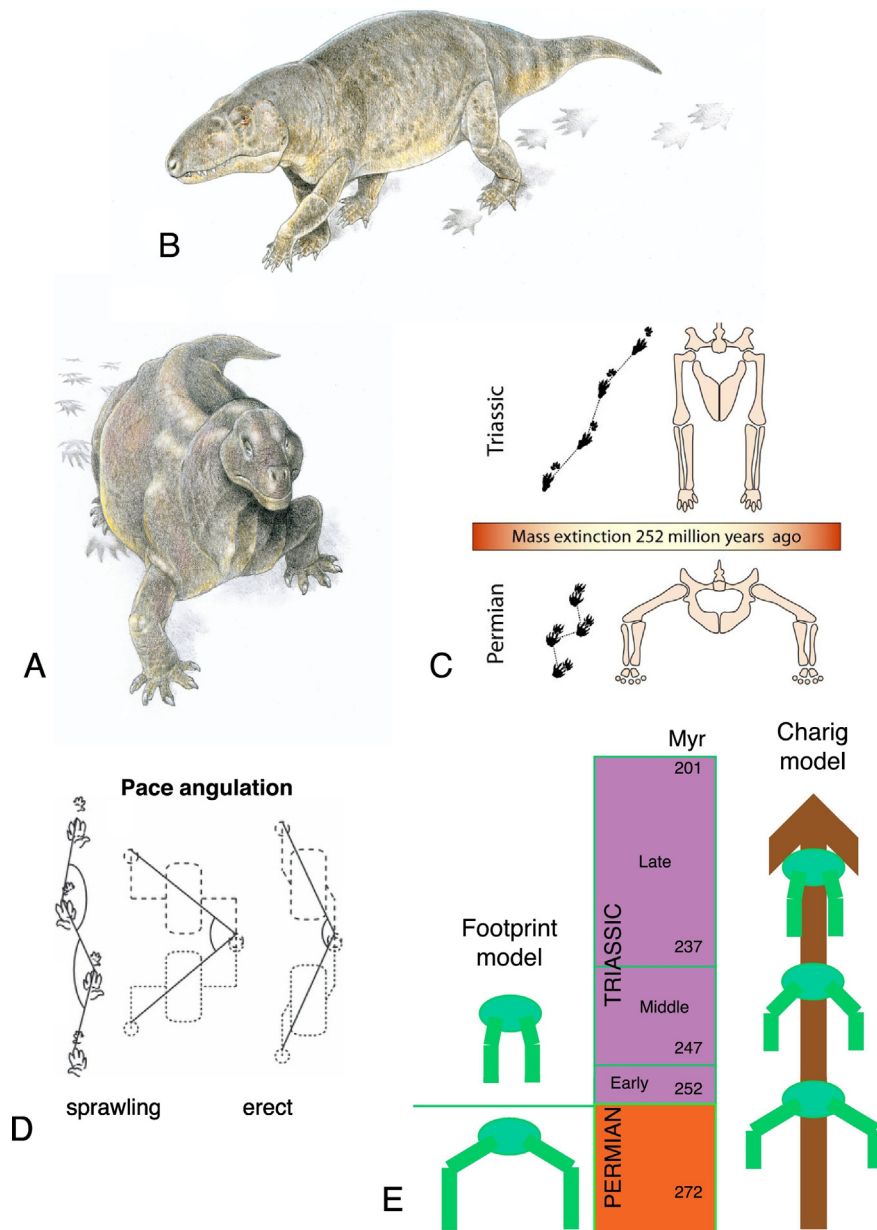 B
A
Triassic
Mass extinction 252 million years ago
Permian
C
Pace angulation
sprawling
erect
D
Myr
Charig
model
201
Late
237
TRIASSIC
Middle
247
Early
252
PERMIAN
272
Footprint
model
E